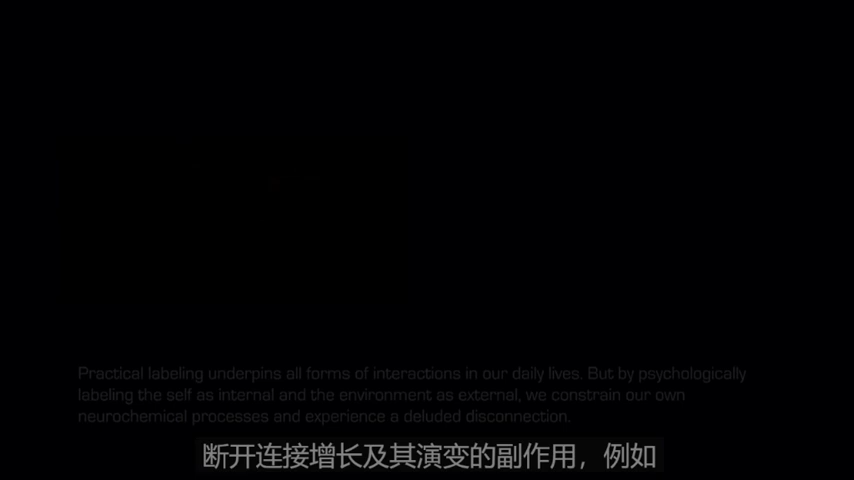 Practical labeling underpins all forms of interactions in our daily lives. But by psychologically
labeling the self as internal and the environment as external, we constrain our own
neurochemical processes and experience a deluded disconnection.
断开连接增长及其演变的副作用，例如